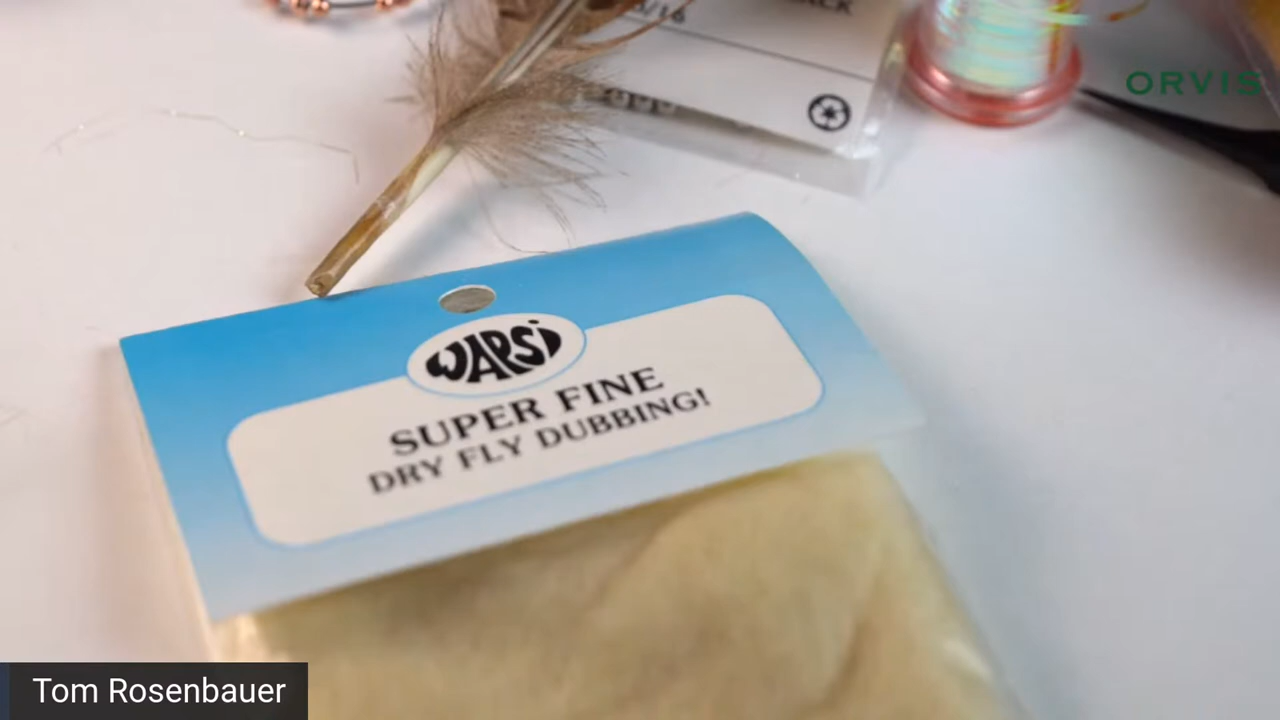 ORVIS
WAPSI
SUPER FINE
DRY FLY DUBBING!
Tom Rosenbauer